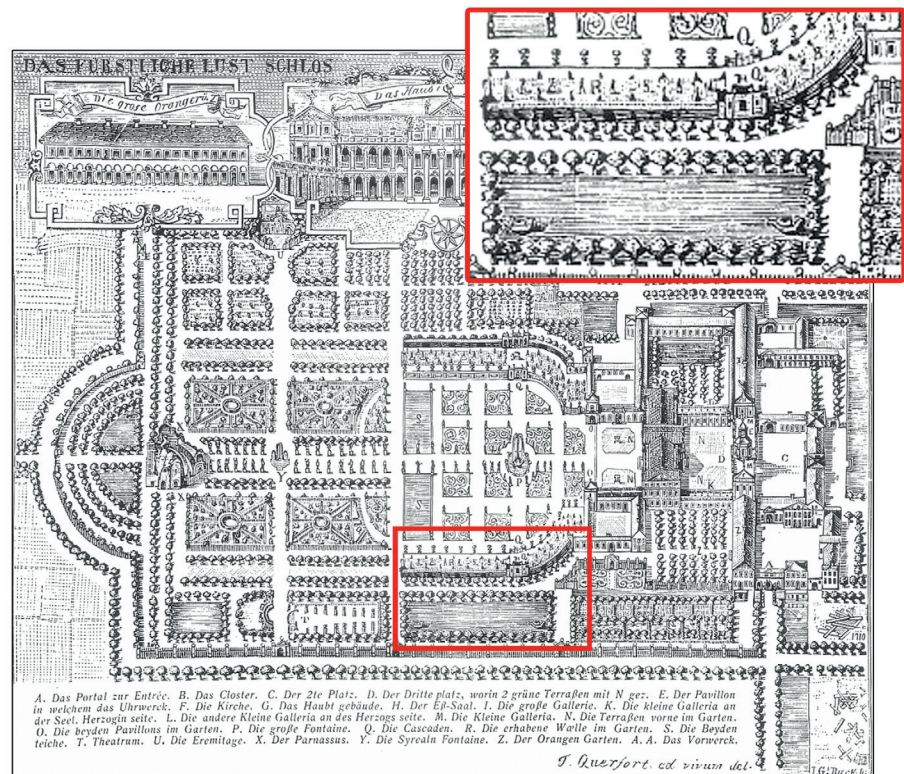 DAS FÜRSTLICHE LUST SCHLOS
Die grose Orangerie
Das Haubt
A. Das Portal zur Entrée. B. Das Closter. C. Der 2te Platz. D. Der Dritte platz, worin 2 grüne Terraßen mit N gez. E. Der Pavillon
in welchem das Uhrwerck. F. Die Kirche. G. Das Haubt gebäude. H. Der Eß-Saal. I. Die große Gallerie. K. Die kleine Galleria an
der Seel. Herzogin seite. L. Die andere Kleine Galleria an des Herzogs seite. M. Die Kleine Galleria. N. Die Terraßen vorne im Garten.
O. Die beyden Pavillons im Garten. P. Die große Fontaine. Q. Die Cascaden. R. Die erhabene Wælle im Garten. S. Die Beyden
teiche. T. Theatrum. U. Die Eremitage. X. Der Parnassus. Y. Die Syrealn Fontaine. Z. Der Orangen Garten. A. A. Das Vorwerck.
T. Querfort. ad vivum del.